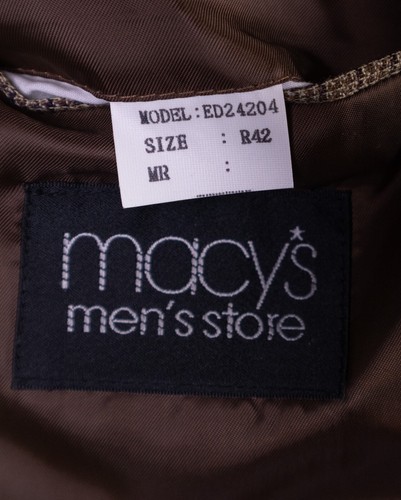 MODEL:ED24204
SIZE : R42
MR :
macy's
men's store